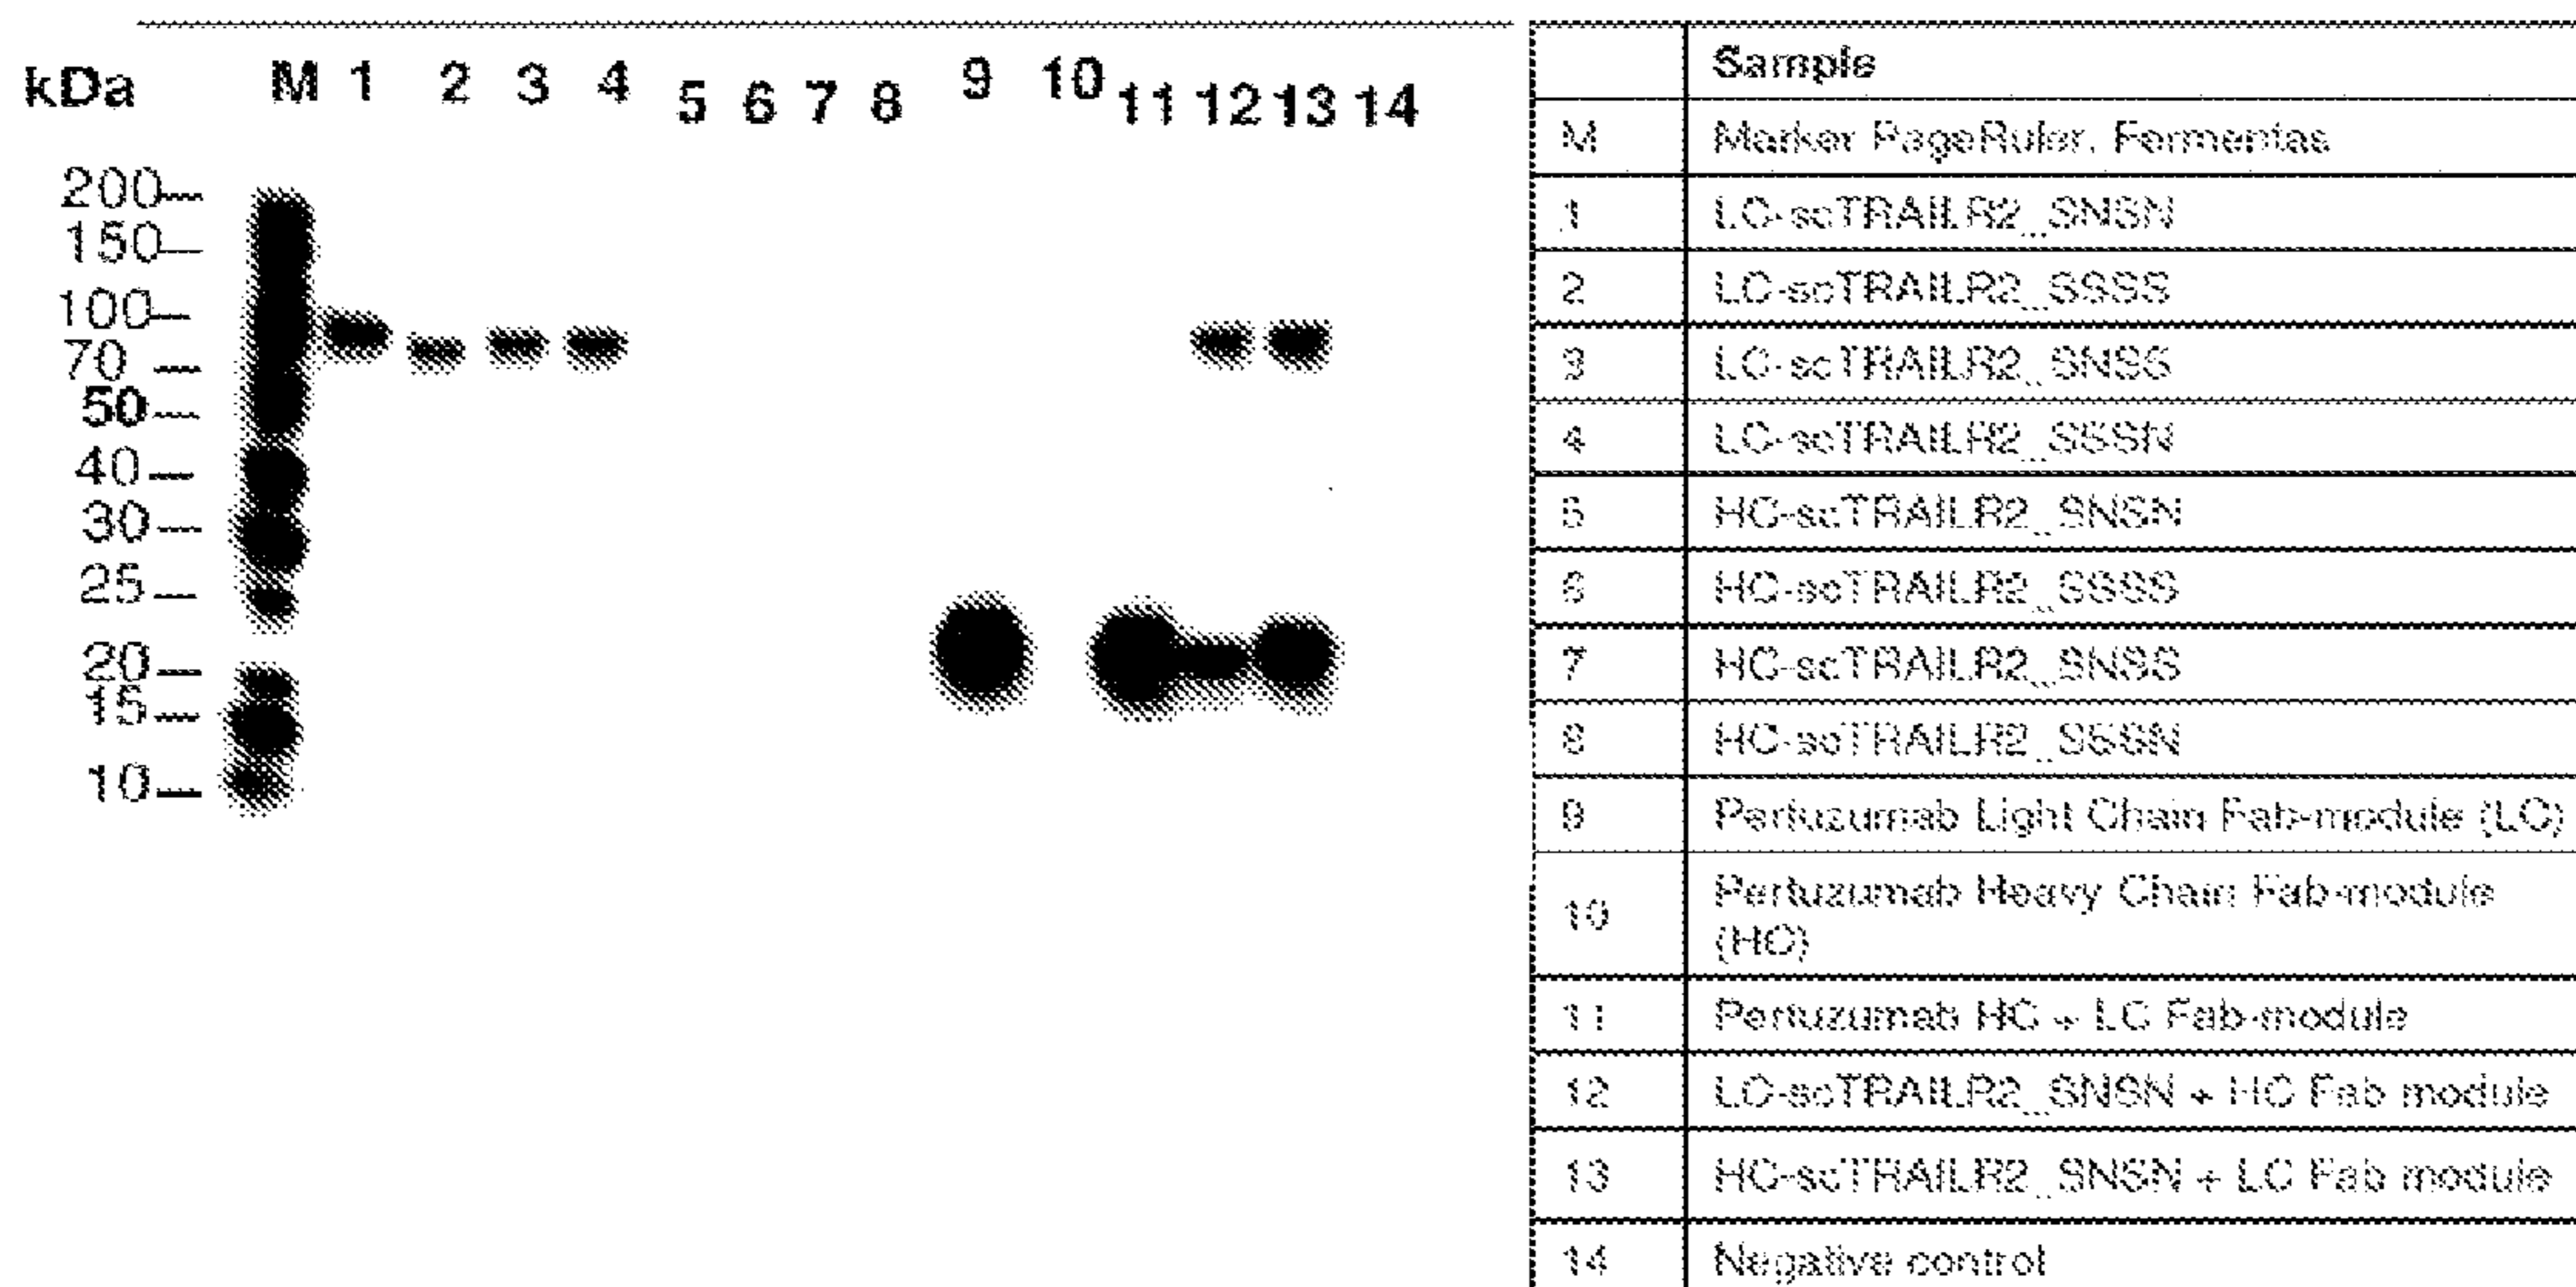 kDa M 1 2 3 4 5 6 7 8 9 10 11 12 13 14
200
150
100
70
50
40
30
25
20
15
10
Sample
M Marker PageRuler, Fermentas
1 LC-scTRAILR2_SNSN
2 LC-scTRAILR2_SSSS
3 LC-scTRAILR2_SNSS
4 LC-scTRAILR2_SSSN
5 HC-scTRAILR2_SNSN
6 HC-scTRAILR2_SSSS
7 HC-scTRAILR2_SNSS
8 HC-scTRAILR2_SSSN
9 Pertuzumab Light Chain Fab-module (LC)
10 Pertuzumab Heavy Chain Fab-module
(HC)
11 Pertuzumab HC + LC Fab-module
12 LC-scTRAILR2_SNSN + HC Fab module
13 HC-scTRAILR2_SNSN + LC Fab module
14 Negative control